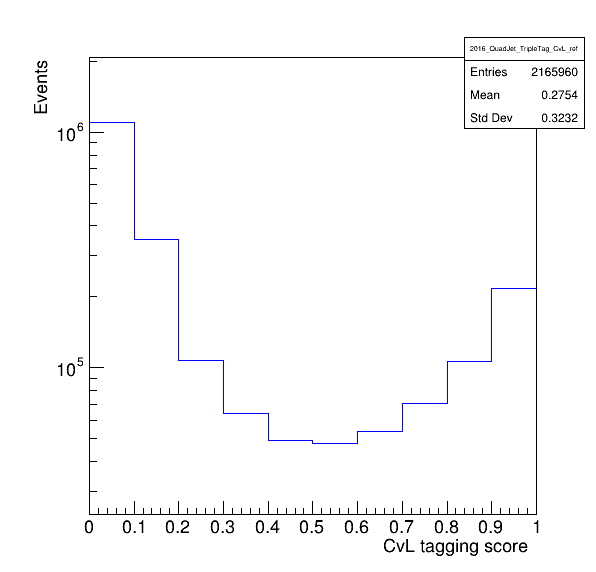 2016_QuadJet_TripleTag_CvL_ref
Entries 2165960
Mean 0.2754
Std Dev 0.3232
Events
10^6
10^5
0 0.1 0.2 0.3 0.4 0.5 0.6 0.7 0.8 0.9 1
CvL tagging score